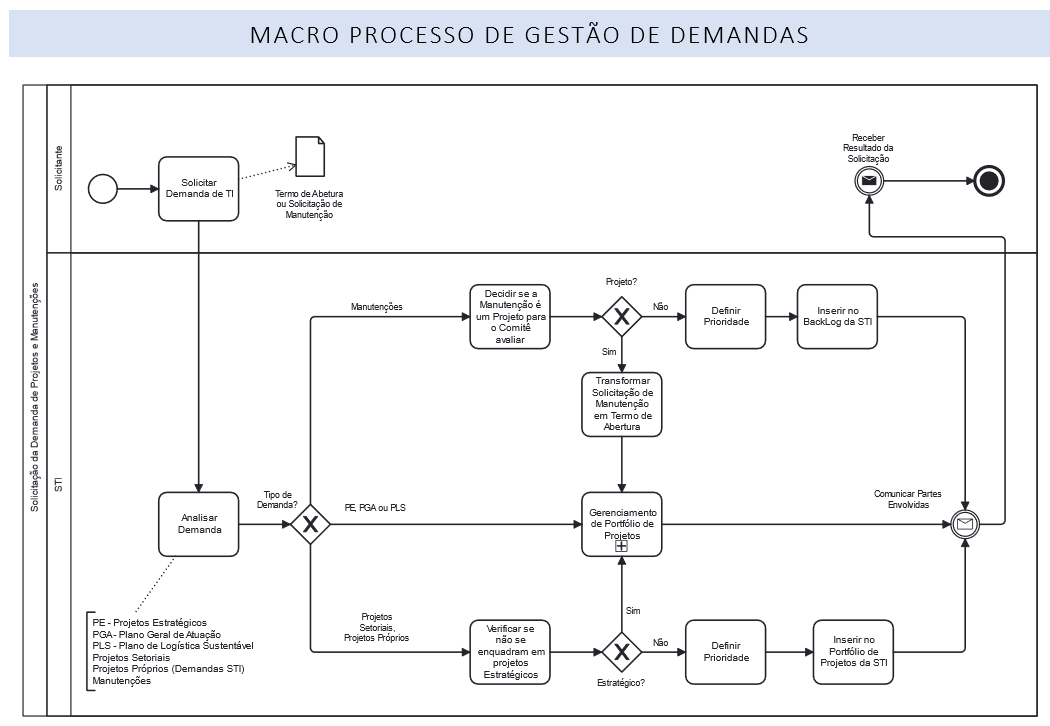 MACRO PROCESSO DE GESTÃO DE DEMANDAS
Solicitação da Demanda de Projetos e Manutenções
Solicitante
Solicitar
Demanda de TI
Termo de Abetura
ou Solicitação de
Manutenção
Receber
Resultado da
Solicitação
STI
Analisar
Demanda
PE - Projetos Estratégicos
PGA- Plano Geral de Atuação
PLS - Plano de Logística Sustentável
Projetos Setoriais
Projetos Próprios (Demandas STI)
Manutenções
Tipo de
Demanda?
Manutenções
Decidir se a
Manutenção é
um Projeto para
o Comitê
avaliar
Projeto?
Não
Definir
Prioridade
Inserir no
BackLog da STI
Sim
Transformar
Solicitação de
Manutenção
em Termo de
Abertura
PE, PGA ou PLS
Gerenciamento
de Portfólio de
Projetos
Comunicar Partes
Envolvidas
Projetos
Setoriais,
Projetos Próprios
Verificar se
não se
enquadram em
projetos
Estratégicos
Sim
Estratégico?
Não
Definir
Prioridade
Inserir no
Portfólio de
Projetos da STI